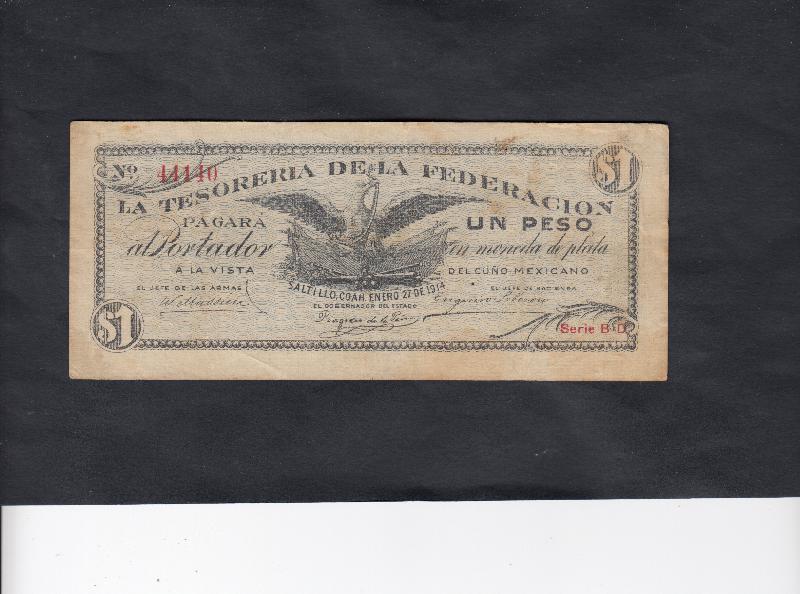 No 44140
$1
LA TESORERIA DE LA FEDERACION
PAGARÁ
al Portador
A LA VISTA
UN PESO
en moneda de plata
DEL CUÑO MEXICANO
SALTILLO, COAH. ENERO 27 DE 1914
EL JEFE DE LAS ARMAS
EL GOBERNADOR DEL ESTADO
EL JEFE DE HACIENDA
$1
Serie B D